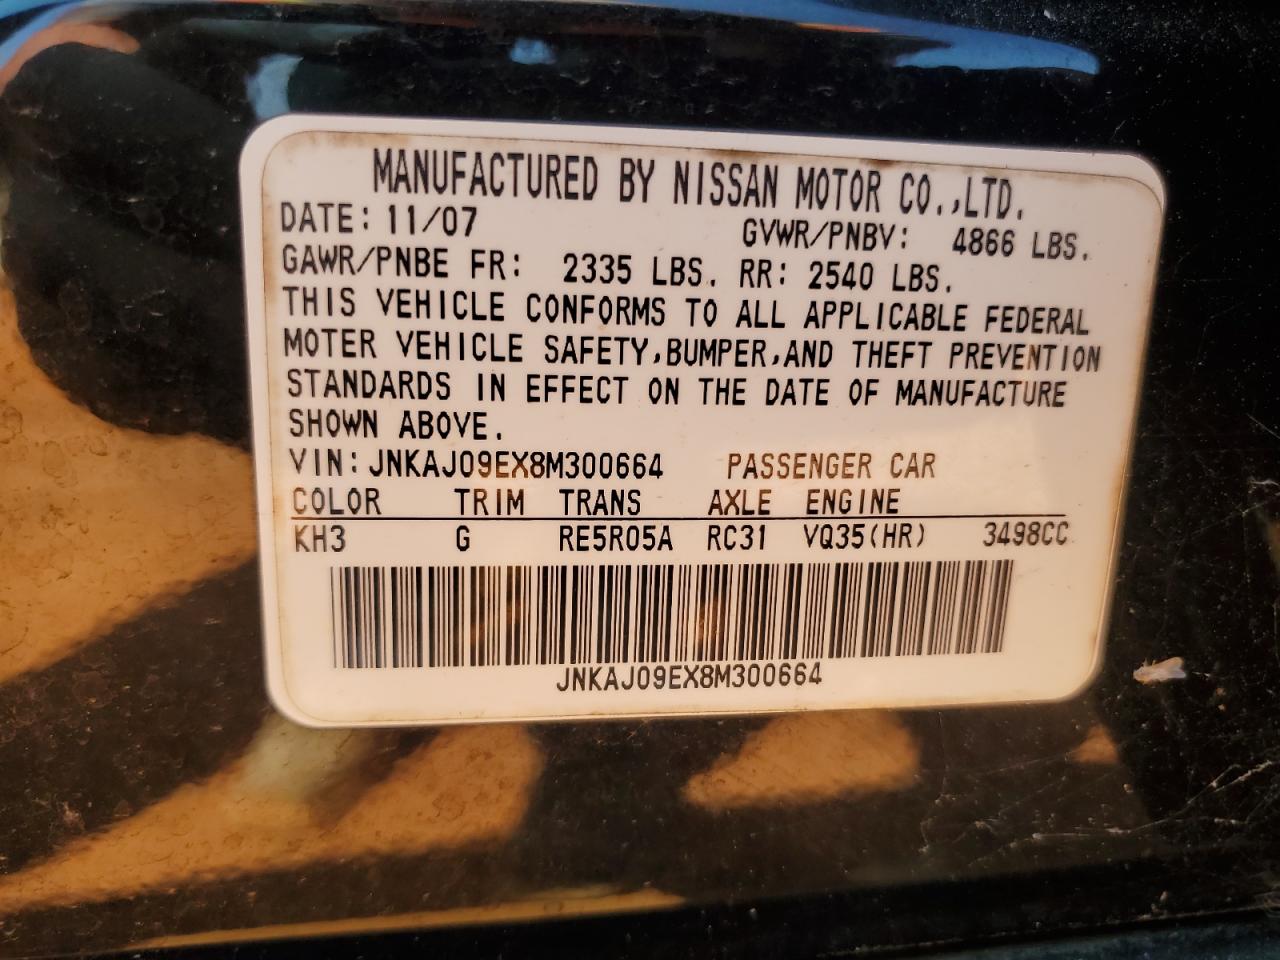 MANUFACTURED BY NISSAN MOTOR CO.,LTD.
DATE: 11/07 GVWR/PNBV: 4866 LBS.
GAWR/PNBE FR: 2335 LBS. RR: 2540 LBS.
THIS VEHICLE CONFORMS TO ALL APPLICABLE FEDERAL
MOTER VEHICLE SAFETY,BUMPER,AND THEFT PREVENTION
STANDARDS IN EFFECT ON THE DATE OF MANUFACTURE
SHOWN ABOVE.
VIN: JNKAJ09EX8M300664 PASSENGER CAR
COLOR TRIM TRANS AXLE ENGINE
KH3 G RE5R05A RC31 VQ35(HR) 3498CC
JNKAJ09EX8M300664